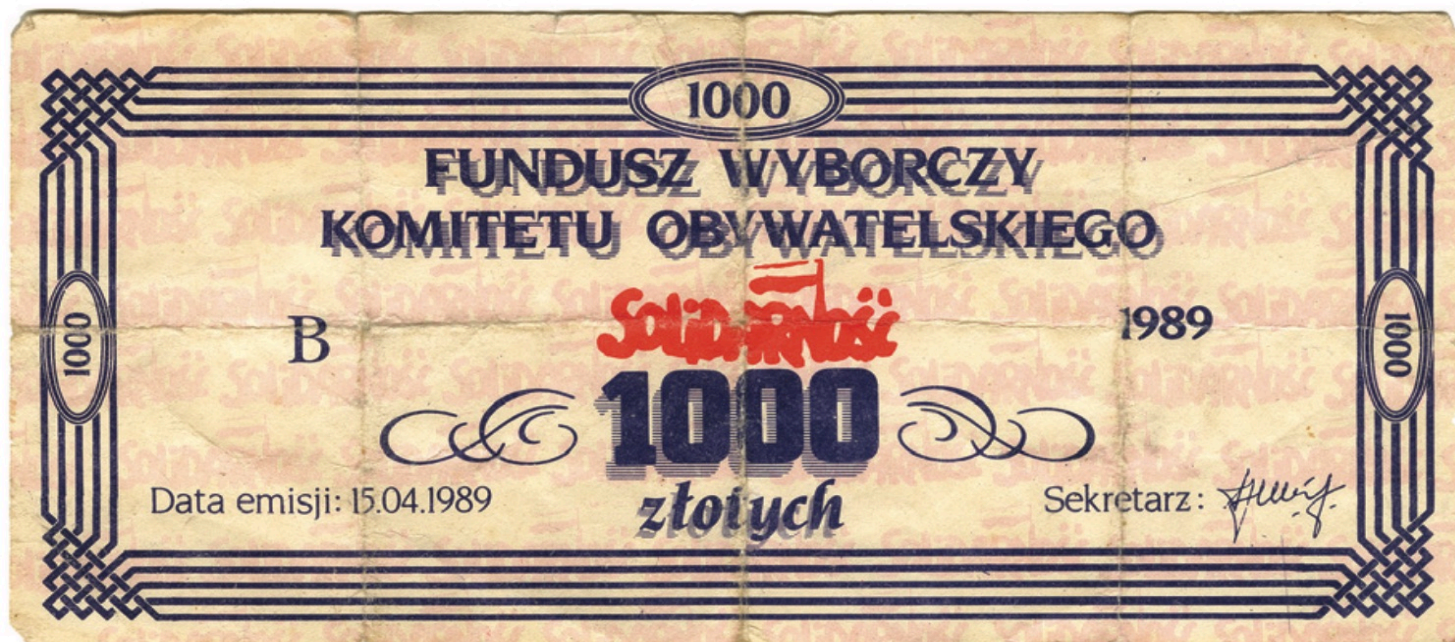 1000
FUNDUSZ WYBORCZY
KOMITETU OBYWATELSKIEGO
SOLIDARNOŚĆ
B
1989
1000
1000
1000
złotych
Data emisji: 15.04.1989
Sekretarz: